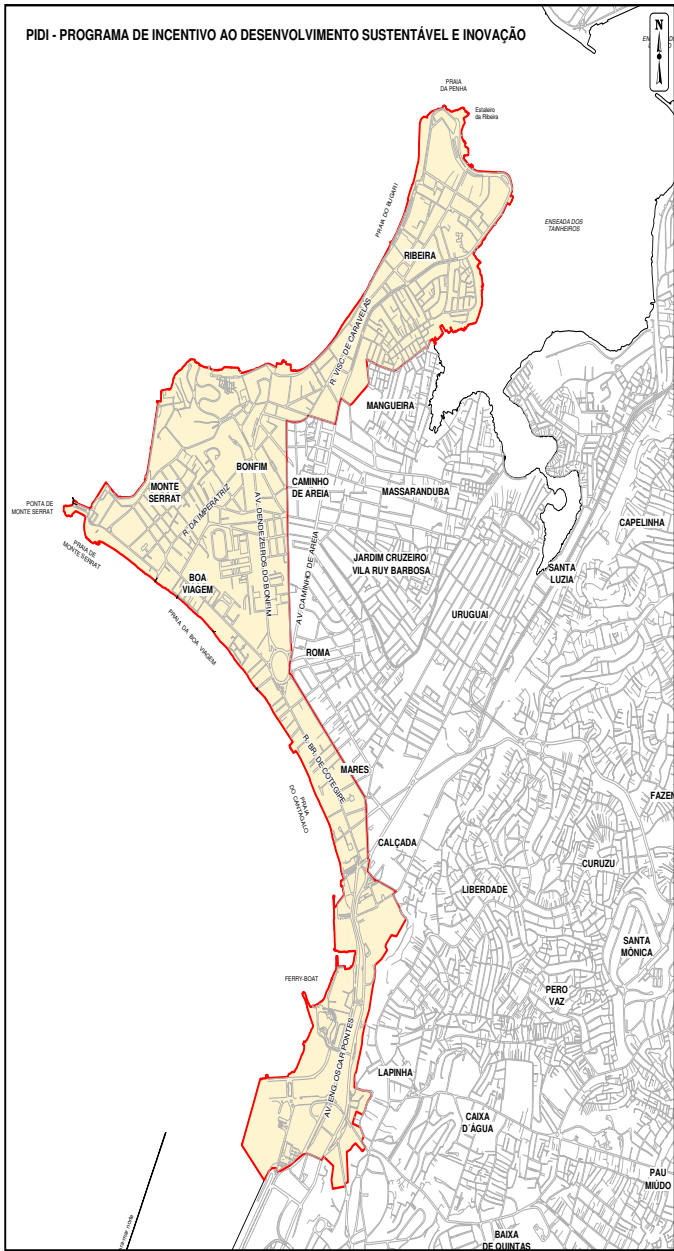 PIDI - PROGRAMA DE INCENTIVO AO DESENVOLVIMENTO SUSTENTÁVEL E INOVAÇÃO
N
PRAIA
DA PENHA
Estaleiro
da Ribeira
PRAIA DO BUGARI
ENSEADA DOS
TAINHEIROS
RIBEIRA
R. VISC. DE CARAVELAS
MANGUEIRA
BONFIM
CAMINHO
DE AREIA
MONTE
SERRAT
MASSARANDUBA
R. DA IMPERATRIZ
PONTA DE
MONTE SERRAT
AV. DENDEZEIROS DO BONFIM
CAPELINHA
PRAIA DE
MONTE SERRAT
AV. CAMINHO DE AREIA
JARDIM CRUZEIRO/
VILA RUY BARBOSA
SANTA
LUZIA
BOA
VIAGEM
URUGUAI
PRAIA DA BOA VIAGEM
ROMA
R. BR. DE COTEGIPE
MARES
PRAIA
DO CANTAGALO
FAZEN
CALÇADA
CURUZU
LIBERDADE
SANTA
MÔNICA
FERRY-BOAT
PERO
VAZ
AV. ENG. OSCAR PONTES
LAPINHA
CAIXA
D´ÁGUA
PAU
MIÚDO
BAIXA
DE QUINTAS